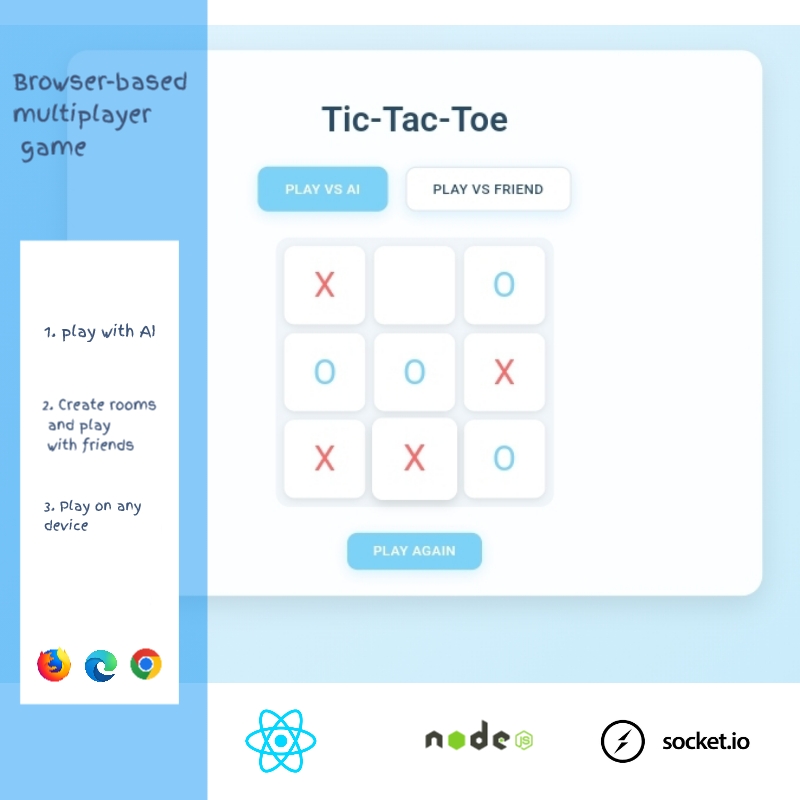 Browser-based
multiplayer
game
1. play with AI
2. Create rooms
and play
with friends
3. Play on any
device
Tic-Tac-Toe
PLAY VS AI PLAY VS FRIEND
X O
O O X
X X O
PLAY AGAIN
node JS
socket.io